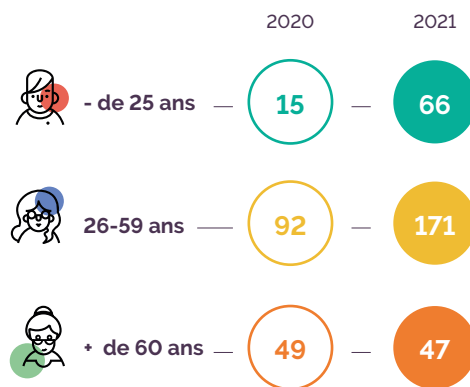 2020 2021
- de 25 ans — 15 — 66
26-59 ans — 92 — 171
+ de 60 ans — 49 — 47